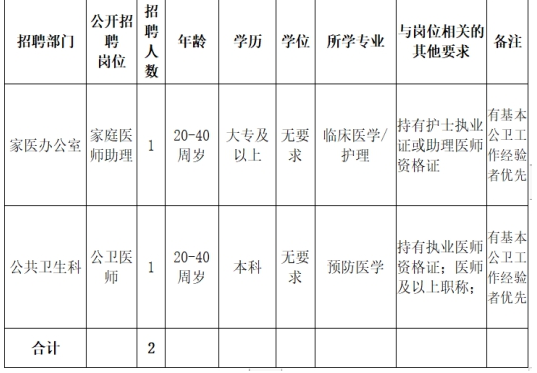 招聘部门
公开招
聘
岗位
招
聘
人
数
年龄
学历
学位
所学专业
与岗位相关的
其他要求
备注
家医办公室
家庭医
师助理
1
20-40
周岁
大专及
以上
无要
求
临床医学/
护理
持有护士执业
证或助理医师
资格证
有基本
公卫工
作经验
者优先
公共卫生科
公卫医
师
1
20-40
周岁
本科
无要
求
预防医学
持有执业医师
资格证；医师
及以上职称；
有基本
公卫工
作经验
者优先
合计
2